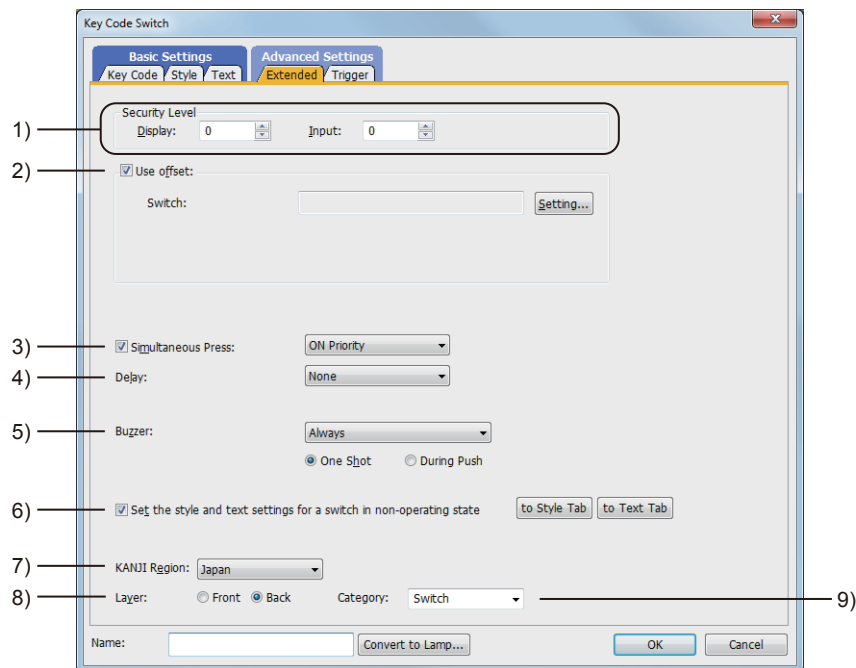 Key Code Switch
x
Basic Settings Advanced Settings
Key Code Style Text Extended Trigger
Security Level
1) Display: 0 Input: 0
2) Use offset:
Switch: Setting...
3) Simultaneous Press: ON Priority
4) Delay: None
5) Buzzer: Always
One Shot During Push
6) Set the style and text settings for a switch in non-operating state to Style Tab to Text Tab
7) KANJI Region: Japan
8) Layer: Front Back Category: Switch 9)
Name: Convert to Lamp... OK Cancel